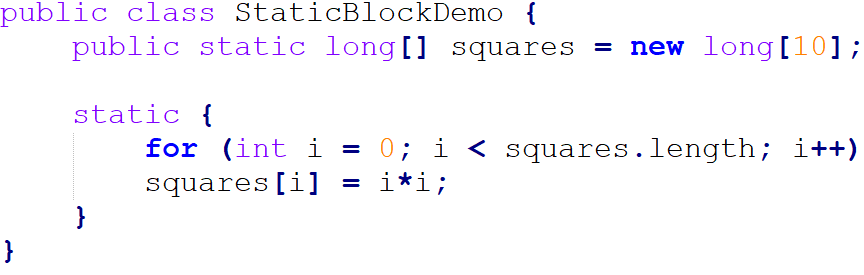 public class StaticBlockDemo {
    public static long[] squares = new long[10];

    static {
        for (int i = 0; i < squares.length; i++)
        squares[i] = i*i;
    }
}